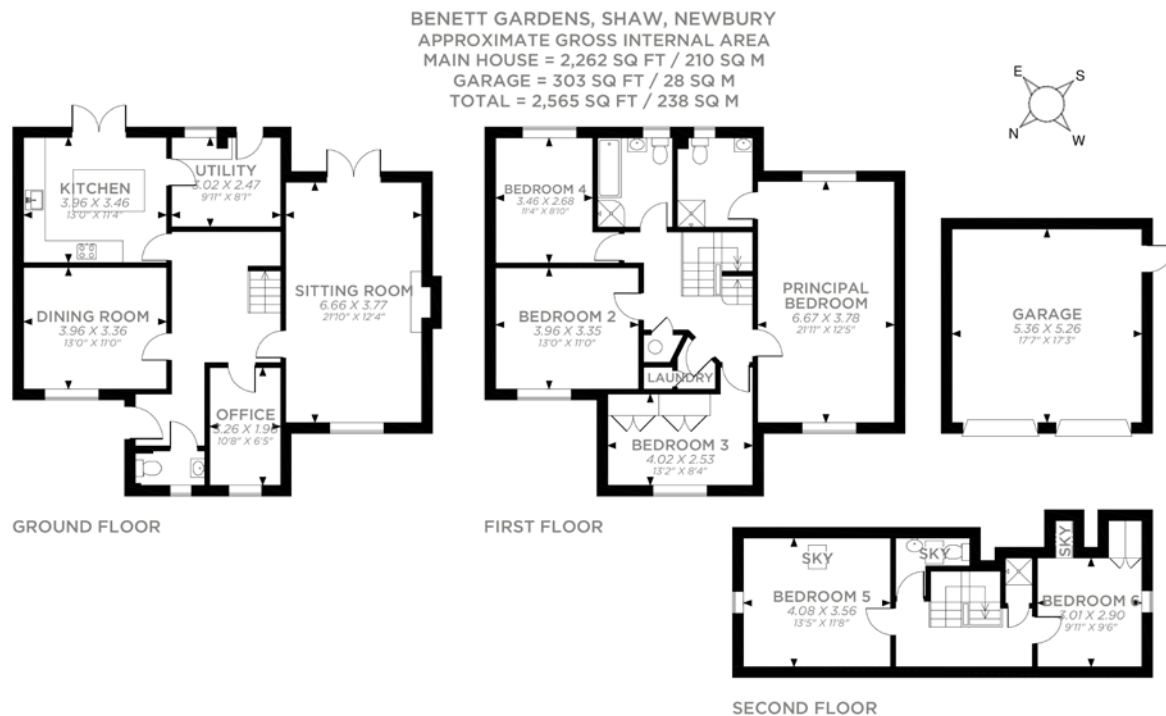 BENETT GARDENS, SHAW, NEWBURY
APPROXIMATE GROSS INTERNAL AREA
MAIN HOUSE = 2,262 SQ FT / 210 SQ M
GARAGE = 303 SQ FT / 28 SQ M
TOTAL = 2,565 SQ FT / 238 SQ M
E
S
N
W
KITCHEN
3.96 X 3.46
13'0" X 11'4"
UTILITY
3.02 X 2.47
9'11" X 8'1"
SITTING ROOM
6.66 X 3.77
21'10" X 12'4"
DINING ROOM
3.96 X 3.36
13'0" X 11'0"
OFFICE
3.26 X 1.96
10'8" X 6'5"
GROUND FLOOR
BEDROOM 4
3.46 X 2.68
11'4" X 8'10"
BEDROOM 2
3.96 X 3.35
13'0" X 11'0"
PRINCIPAL
BEDROOM
6.67 X 3.78
21'11" X 12'5"
LAUNDRY
BEDROOM 3
4.02 X 2.53
13'2" X 8'4"
FIRST FLOOR
GARAGE
5.36 X 5.26
17'7" X 17'3"
SKY
SKY
SKY
BEDROOM 5
4.08 X 3.56
13'5" X 11'8"
BEDROOM 6
3.01 X 2.90
9'11" X 9'6"
SECOND FLOOR